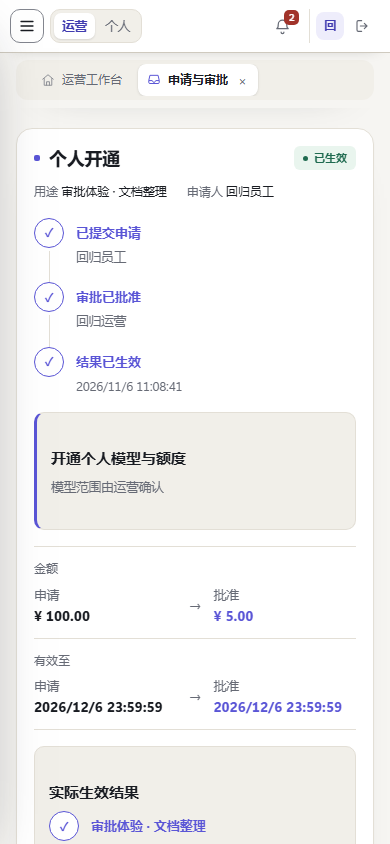 运营 个人 2 回
运营工作台 申请与审批 ×
个人开通 已生效
用途 审批体验 · 文档整理 申请人 回归员工
✓ 已提交申请
回归员工
✓ 审批已批准
回归运营
✓ 结果已生效
2026/11/6 11:08:41
开通个人模型与额度
模型范围由运营确认
金额
申请 批准
¥ 100.00 → ¥ 5.00
有效至
申请 批准
2026/12/6 23:59:59 → 2026/12/6 23:59:59
实际生效结果
✓ 审批体验 · 文档整理